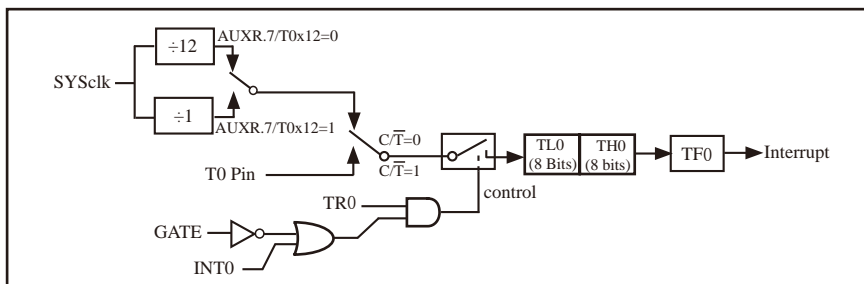 ÷12
AUXR.7/T0x12=0
SYSclk
÷1
AUXR.7/T0x12=1
C/T̅=0
C/T̅=1
T0 Pin
TL0
(8 Bits)
TH0
(8 bits)
TF0
Interrupt
control
TR0
GATE
INT0